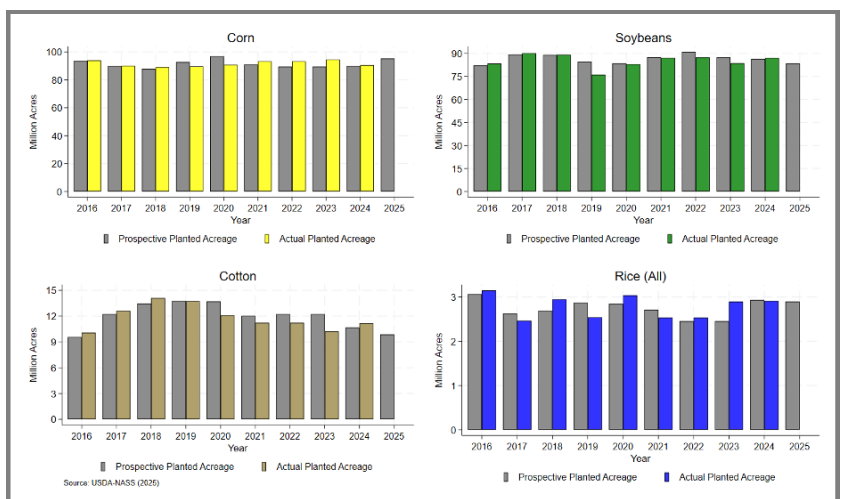 Corn
Million Acres
100
80
60
40
20
0
2016 2017 2018 2019 2020 2021 2022 2023 2024 2025
Year
Prospective Planted Acreage Actual Planted Acreage
Soybeans
Million Acres
90
75
60
45
30
15
0
2016 2017 2018 2019 2020 2021 2022 2023 2024 2025
Year
Prospective Planted Acreage Actual Planted Acreage
Cotton
Million Acres
15
12
9
6
3
0
2016 2017 2018 2019 2020 2021 2022 2023 2024 2025
Year
Prospective Planted Acreage Actual Planted Acreage
Source: USDA-NASS (2025)
Rice (All)
Million Acres
3
2
1
0
2016 2017 2018 2019 2020 2021 2022 2023 2024 2025
Year
Prospective Planted Acreage Actual Planted Acreage